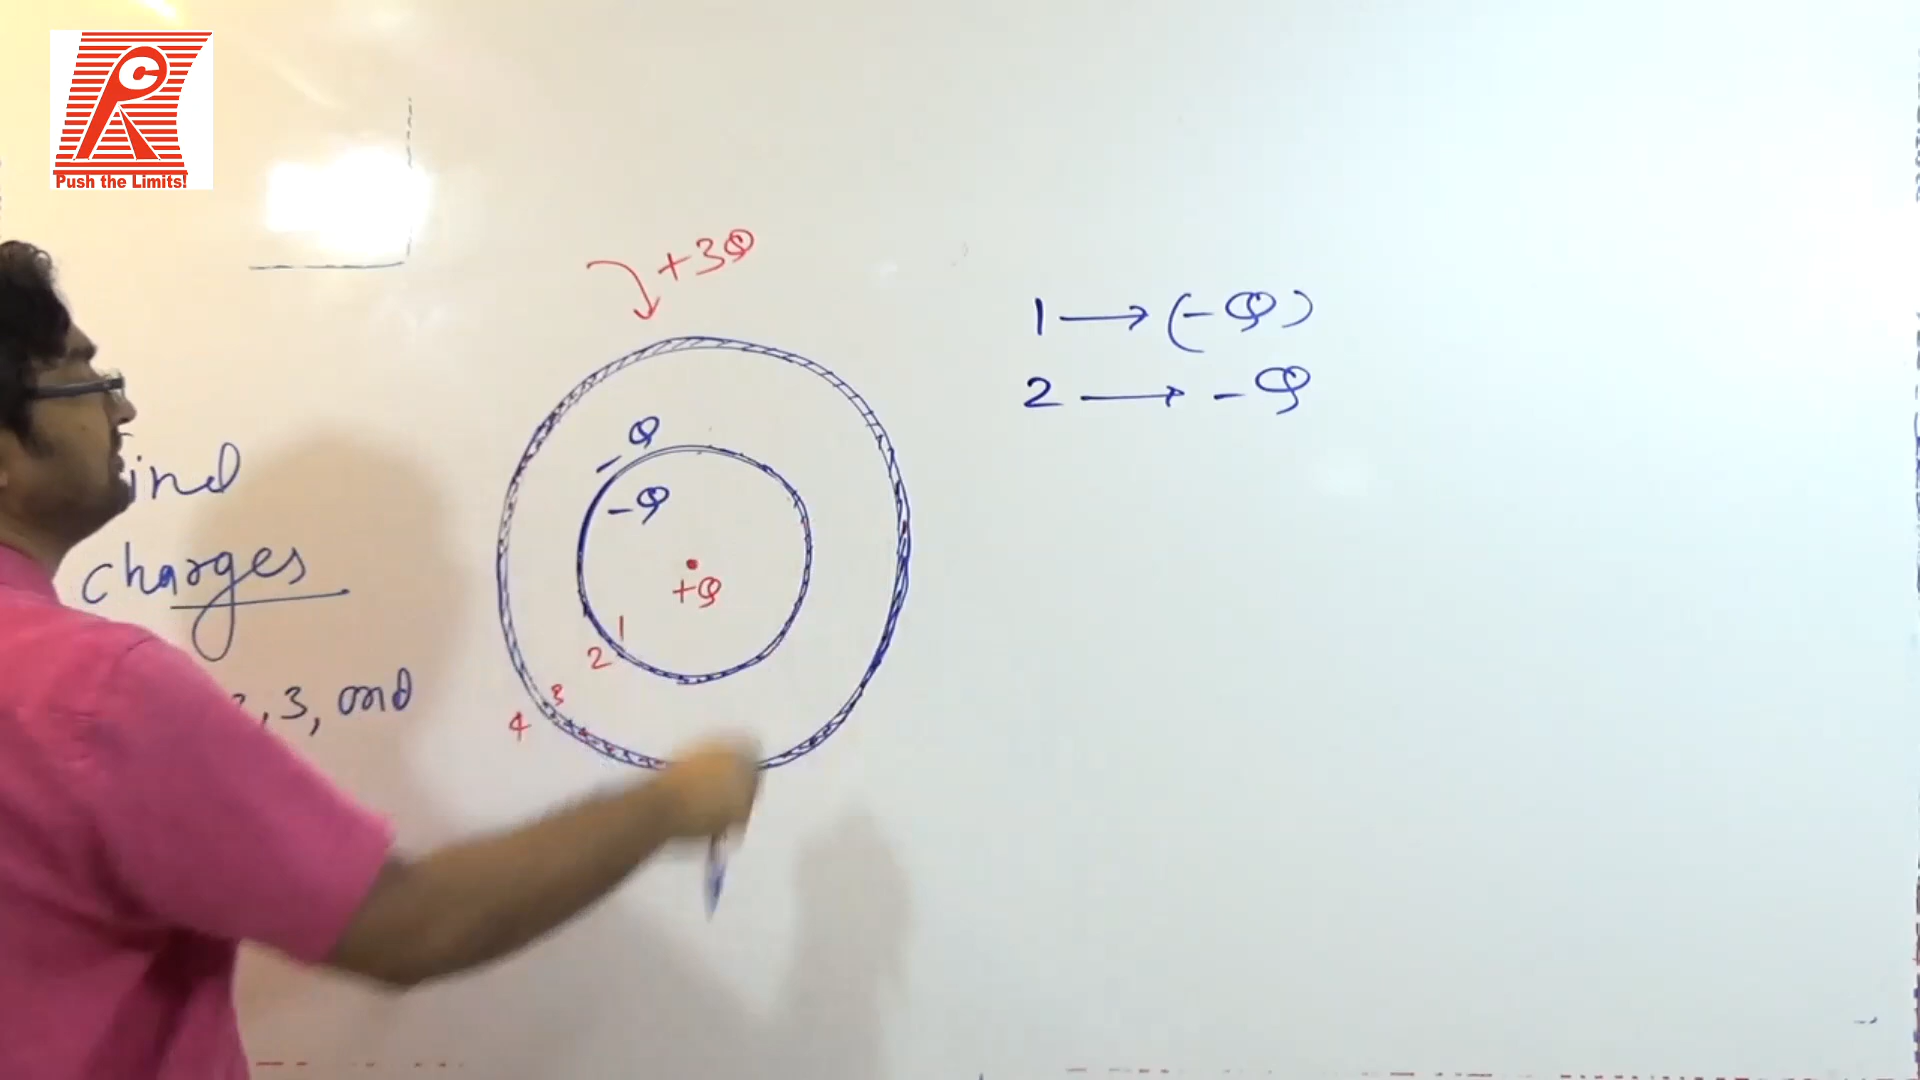 Push the Limits!
+3Q
1 → (-Q)
2 → -Q
Q
-
-Q
+Q
1
2
3
4
ind
charges
, 3, and